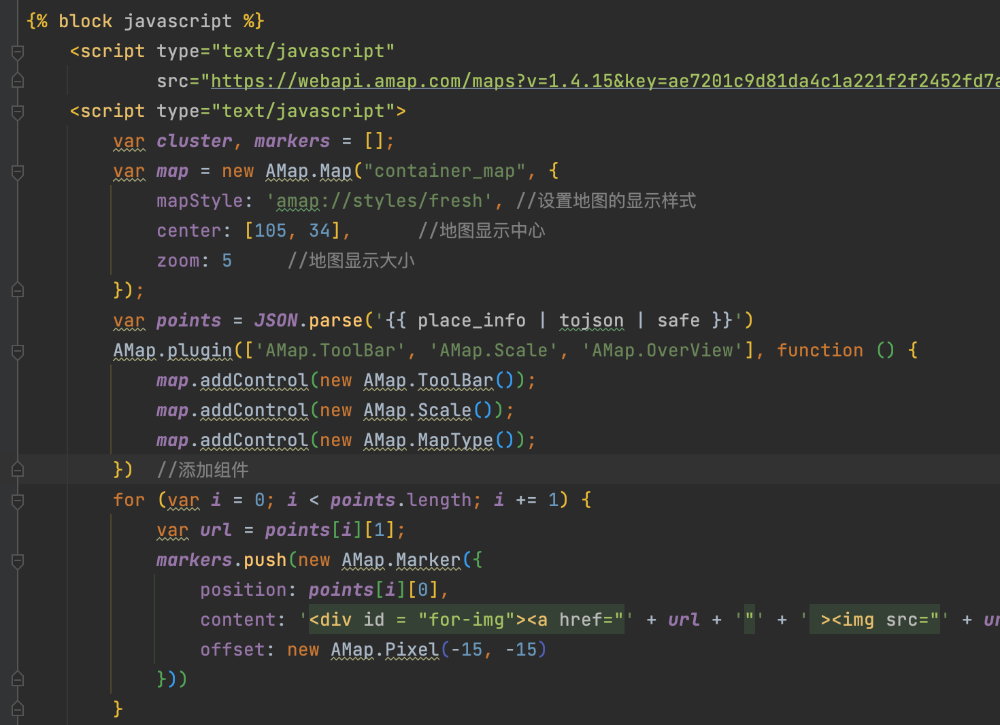 {% block javascript %}
<script type="text/javascript"
src="https://webapi.amap.com/maps?v=1.4.15&key=ae7201c9d81da4c1a221f2f2452fd7a
<script type="text/javascript">
var cluster, markers = [];
var map = new AMap.Map("container_map", {
mapStyle: 'amap://styles/fresh', //设置地图的显示样式
center: [105, 34],      //地图显示中心
zoom: 5     //地图显示大小
});
var points = JSON.parse('{{ place_info | tojson | safe }}')
AMap.plugin(['AMap.ToolBar', 'AMap.Scale', 'AMap.OverView'], function () {
map.addControl(new AMap.ToolBar());
map.addControl(new AMap.Scale());
map.addControl(new AMap.MapType());
})  //添加组件
for (var i = 0; i < points.length; i += 1) {
var url = points[i][1];
markers.push(new AMap.Marker({
position: points[i][0],
content: '<div id = "for-img"><a href="' + url + '"' + ' ><img src="' + ur
offset: new AMap.Pixel(-15, -15)
}))
}